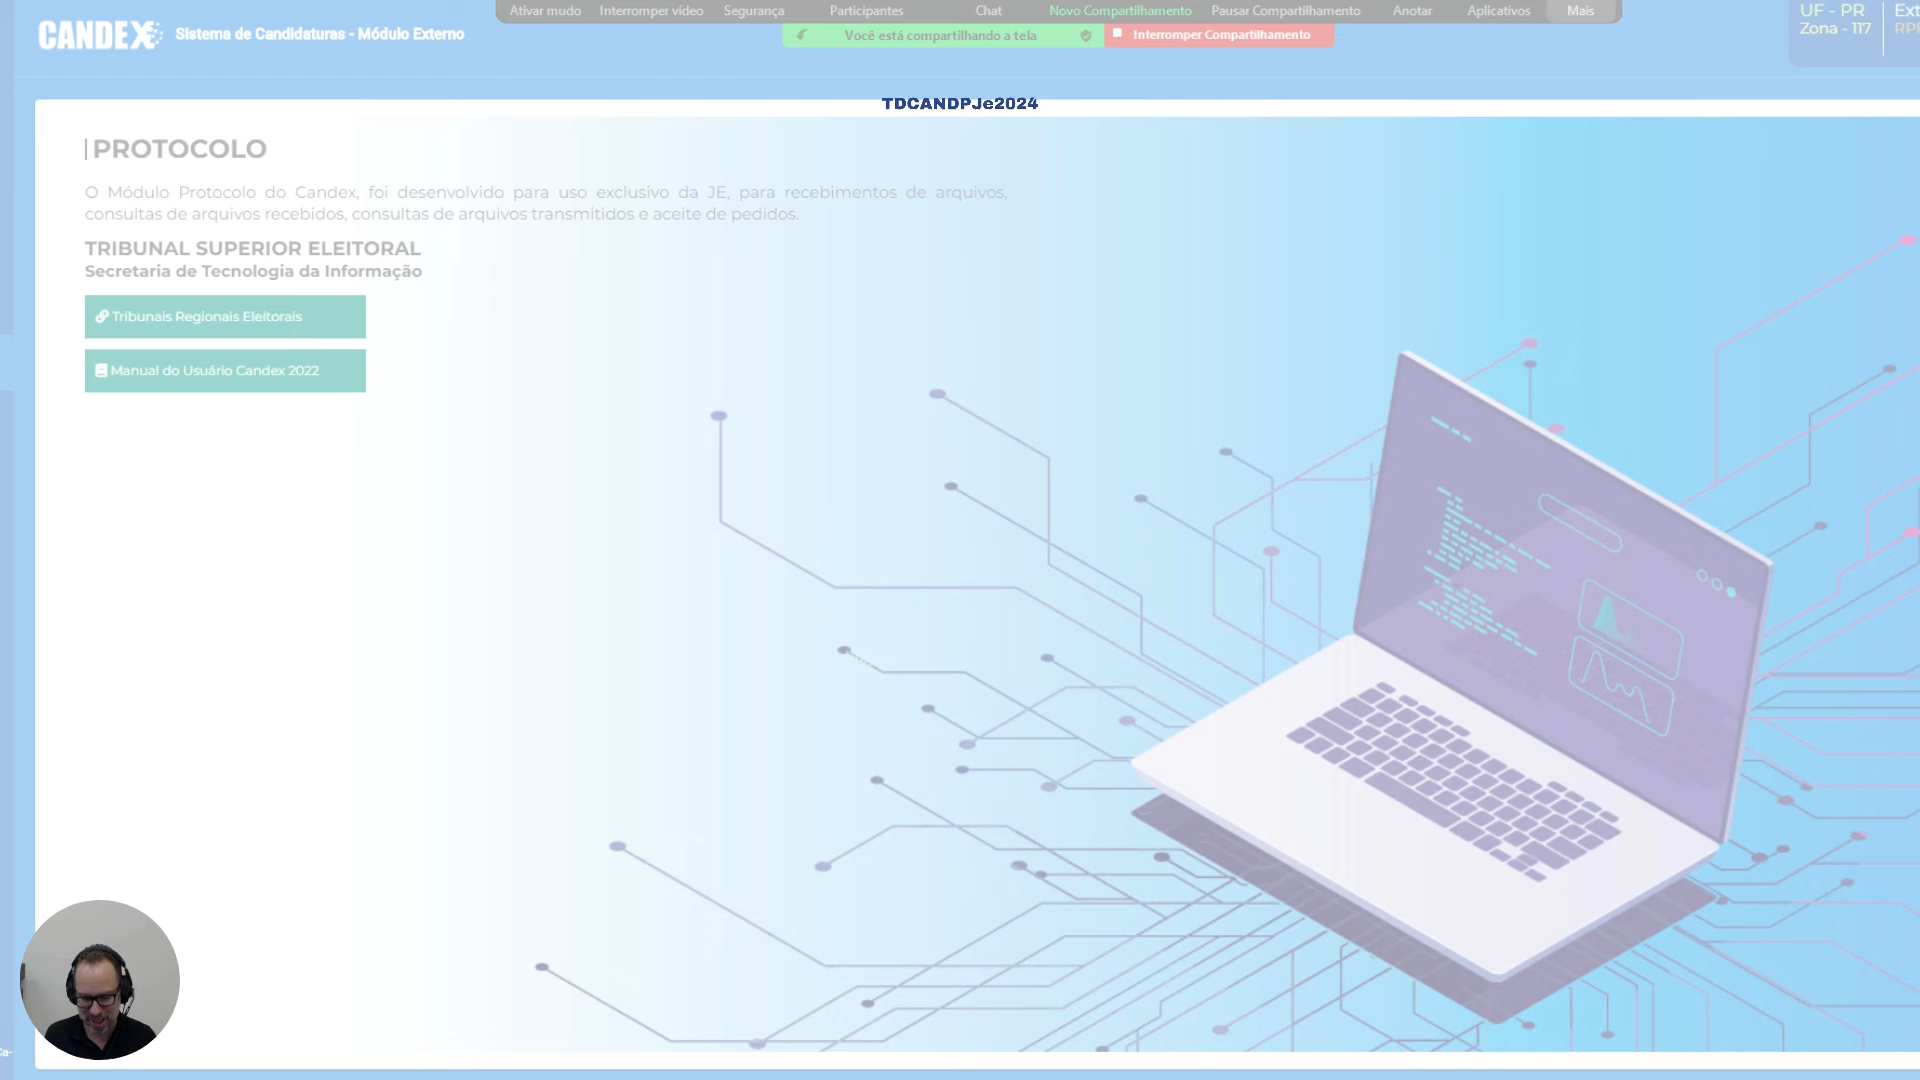 Ativar mudo Interromper vídeo Segurança Participantes Chat Novo Compartilhamento Pausar Compartilhamento Anotar Aplicativos Mais
CANDEX Sistema de Candidaturas - Módulo Externo
Você está compartilhando a tela Interromper Compartilhamento
UF - PR
Zona - 117
TDCANDPJe2024
PROTOCOLO
O Módulo Protocolo do Candex, foi desenvolvido para uso exclusivo da JE, para recebimentos de arquivos,
consultas de arquivos recebidos, consultas de arquivos transmitidos e aceite de pedidos.
TRIBUNAL SUPERIOR ELEITORAL
Secretaria de Tecnologia da Informação
Tribunais Regionais Eleitorais
Manual do Usuário Candex 2022